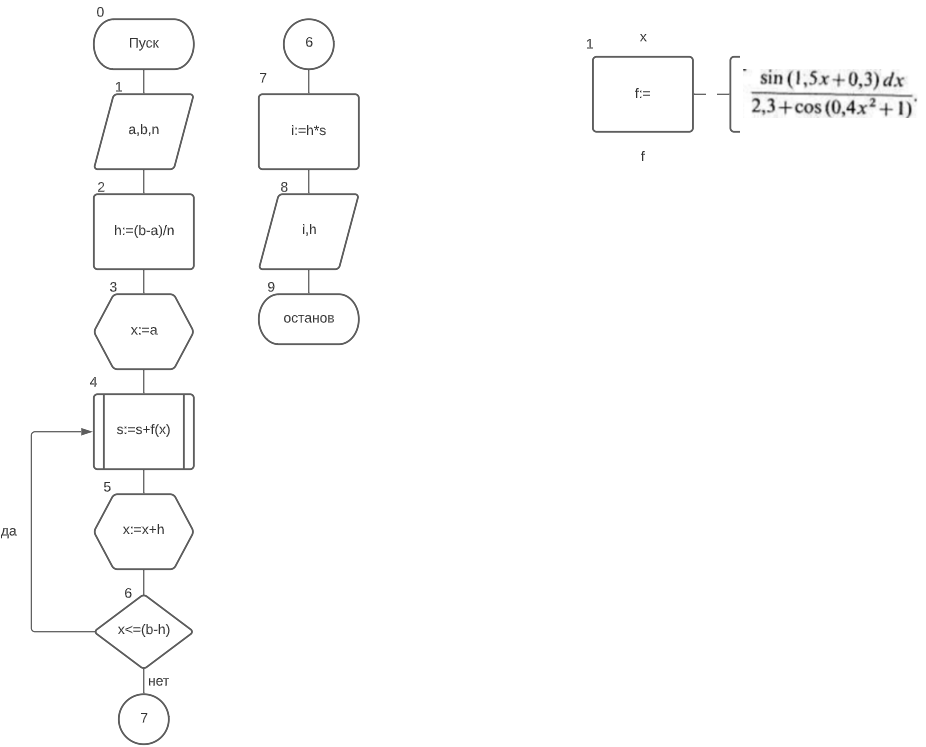 0
Пуск
1
a,b,n
2
h:=(b-a)/n
3
x:=a
4
s:=s+f(x)
5
x:=x+h
да
6
x<=(b-h)
нет
7
6
7
i:=h*s
8
i,h
9
останов
x
1
f:=
sin (1,5x+0,3) dx
2,3+cos (0,4x²+1)
f